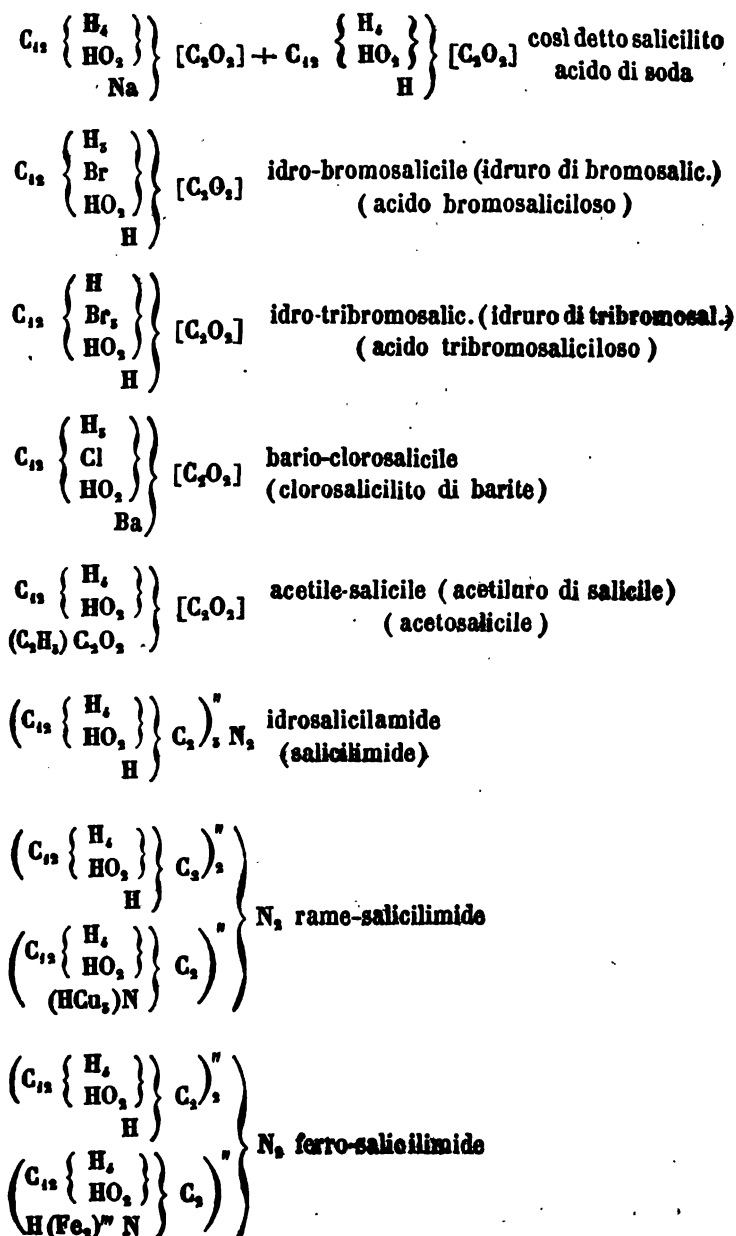 C₁₂ { H₄ HO₂ } Na } [C₂O₂] + C₁₂ { H₄ HO₂ } H } [C₂O₂] così detto salicilito
acido di soda
C₁₂ { H₃ Br HO₂ } H } [C₂O₂] idro-bromosalicile (idruro di bromosalic.)
( acido bromosaliciloso )
C₁₂ { H Br₃ HO₂ } H } [C₂O₂] idro-tribromosalic. (idruro di tribromosal.)
( acido tribromosaliciloso )
C₁₂ { H₃ Cl HO₂ } Ba } [C₂O₂] bario-clorosalicile
(clorosalicilito di barite)
C₁₂ { H₄ HO₂ } (C₂H₃) C₂O₂ } [C₂O₂] acetile-salicile (acetiluro di salicile)
( acetosalicile )
(C₁₂ { H₄ HO₂ } H } C₂)″₃ N₂ idrosalicilamide
(salicilimide)
(C₁₂ { H₄ HO₂ } H } C₂)″₂
(C₁₂ { H₄ HO₂ } (HCu₃)N } C₂)″ } N₂ rame-salicilimide
(C₁₂ { H₄ HO₂ } H } C₂)″₂
(C₁₂ { H₄ HO₂ } H(Fe₂)‴ N } C₂)″ } N₂ ferro-salicilimide